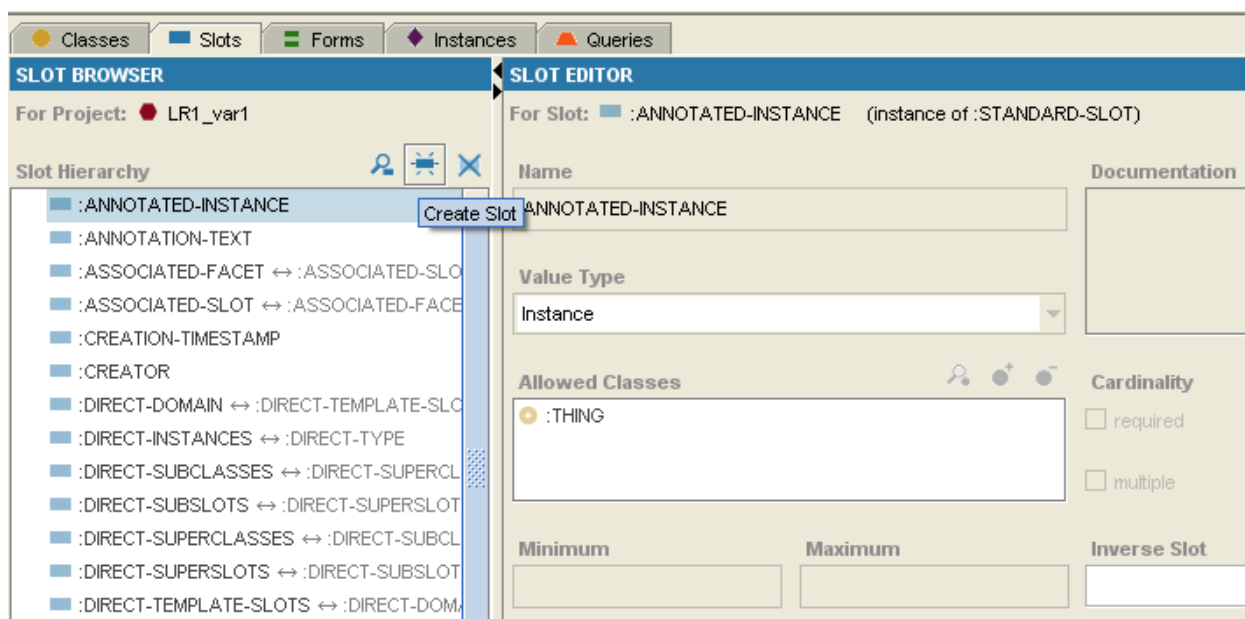 Classes Slots Forms Instances Queries
SLOT BROWSER
For Project: LR1_var1
Slot Hierarchy
:ANNOTATED-INSTANCE
Create Slot
:ANNOTATION-TEXT
:ASSOCIATED-FACET ↔ :ASSOCIATED-SLO
:ASSOCIATED-SLOT ↔ :ASSOCIATED-FACE
:CREATION-TIMESTAMP
:CREATOR
:DIRECT-DOMAIN ↔ :DIRECT-TEMPLATE-SLO
:DIRECT-INSTANCES ↔ :DIRECT-TYPE
:DIRECT-SUBCLASSES ↔ :DIRECT-SUPERCL
:DIRECT-SUBSLOTS ↔ :DIRECT-SUPERSLOT
:DIRECT-SUPERCLASSES ↔ :DIRECT-SUBCL
:DIRECT-SUPERSLOTS ↔ :DIRECT-SUBSLOT
:DIRECT-TEMPLATE-SLOTS ↔ :DIRECT-DOMA
SLOT EDITOR
For Slot: :ANNOTATED-INSTANCE (instance of :STANDARD-SLOT)
Name
ANNOTATED-INSTANCE
Documentation
Value Type
Instance
Allowed Classes
:THING
Cardinality
required
multiple
Minimum
Maximum
Inverse Slot